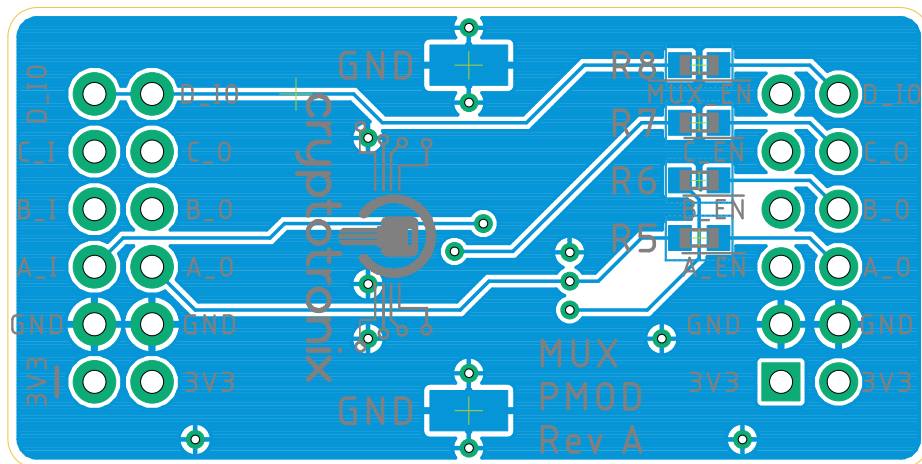 GND
R8
D_IO
D_IO
MUX_EN
D_IO
R7
C_I
C_O
C_EN
C_O
cryptotronix
R6
B_I
B_O
B_EN
B_O
R5
A_I
A_O
A_EN
A_O
GND
GND
GND
GND
MUX
3V3
3V3
3V3
3V3
PMOD
GND
Rev A